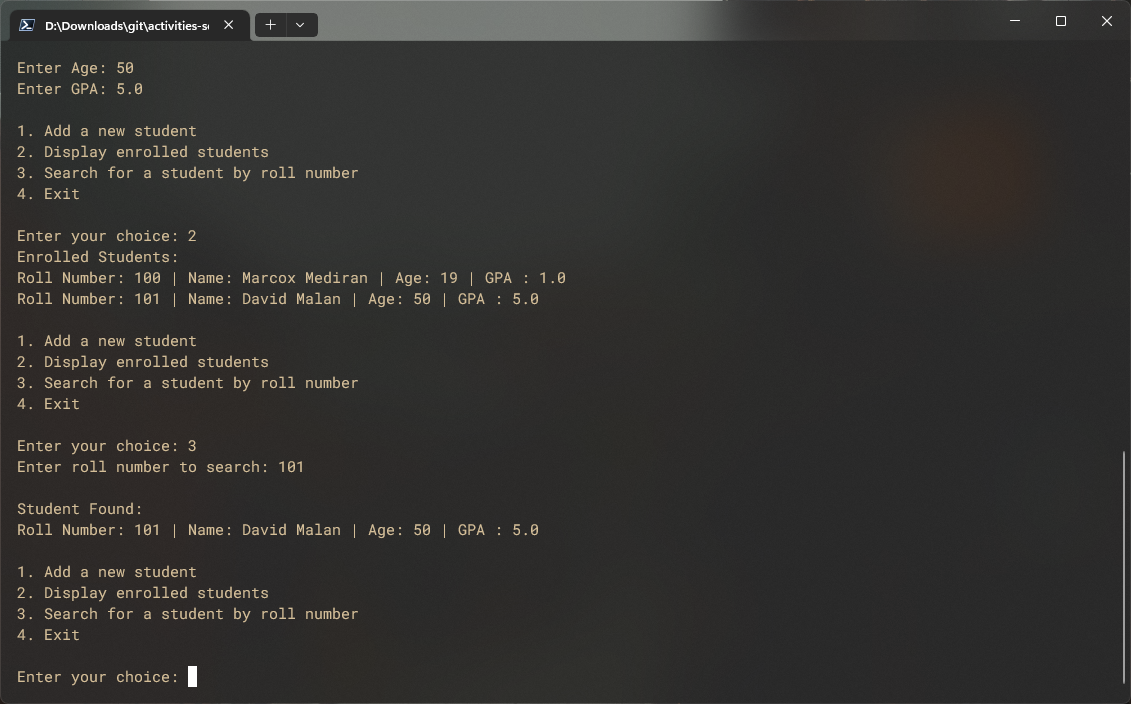 D:\Downloads\git\activities-s
Enter Age: 50
Enter GPA: 5.0
1. Add a new student
2. Display enrolled students
3. Search for a student by roll number
4. Exit
Enter your choice: 2
Enrolled Students:
Roll Number: 100 | Name: Marcox Mediran | Age: 19 | GPA : 1.0
Roll Number: 101 | Name: David Malan | Age: 50 | GPA : 5.0
1. Add a new student
2. Display enrolled students
3. Search for a student by roll number
4. Exit
Enter your choice: 3
Enter roll number to search: 101
Student Found:
Roll Number: 101 | Name: David Malan | Age: 50 | GPA : 5.0
1. Add a new student
2. Display enrolled students
3. Search for a student by roll number
4. Exit
Enter your choice: